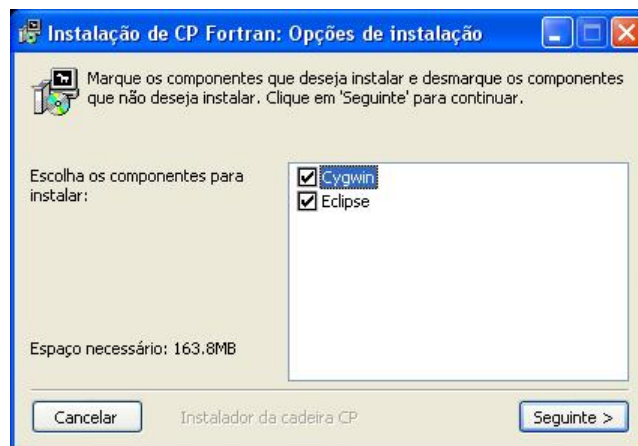 Instalação de CP Fortran: Opções de instalação
Marque os componentes que deseja instalar e desmarque os componentes
que não deseja instalar. Clique em 'Seguinte' para continuar.
Escolha os componentes para
instalar:
Cygwin
Eclipse
Espaço necessário: 163.8MB
Cancelar
Instalador da cadeira CP
Seguinte >